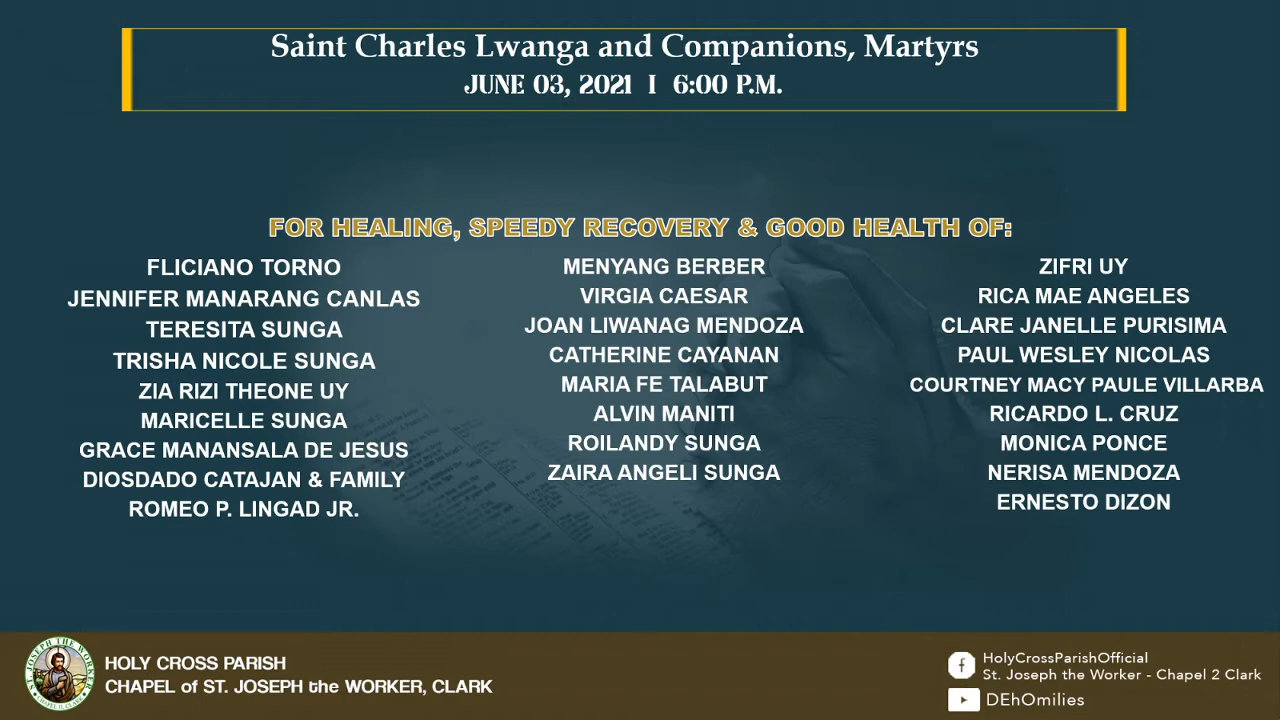 Saint Charles Lwanga and Companions, Martyrs
JUNE 03, 2021 I 6:00 P.M.
FOR HEALING, SPEEDY RECOVERY & GOOD HEALTH OF:
FLICIANO TORNO
JENNIFER MANARANG CANLAS
TERESITA SUNGA
TRISHA NICOLE SUNGA
ZIA RIZI THEONE UY
MARICELLE SUNGA
GRACE MANANSALA DE JESUS
DIOSDADO CATAJAN & FAMILY
ROMEO P. LINGAD JR.
MENYANG BERBER
VIRGIA CAESAR
JOAN LIWANAG MENDOZA
CATHERINE CAYANAN
MARIA FE TALABUT
ALVIN MANITI
ROILANDY SUNGA
ZAIRA ANGELI SUNGA
ZIFRI UY
RICA MAE ANGELES
CLARE JANELLE PURISIMA
PAUL WESLEY NICOLAS
COURTNEY MACY PAULE VILLARBA
RICARDO L. CRUZ
MONICA PONCE
NERISA MENDOZA
ERNESTO DIZON
ST. JOSEPH THE WORKER
HOLY CROSS PARISH
CHAPEL of ST. JOSEPH the WORKER, CLARK
HolyCrossParishOfficial
St. Joseph the Worker - Chapel 2 Clark
DEhOmilies